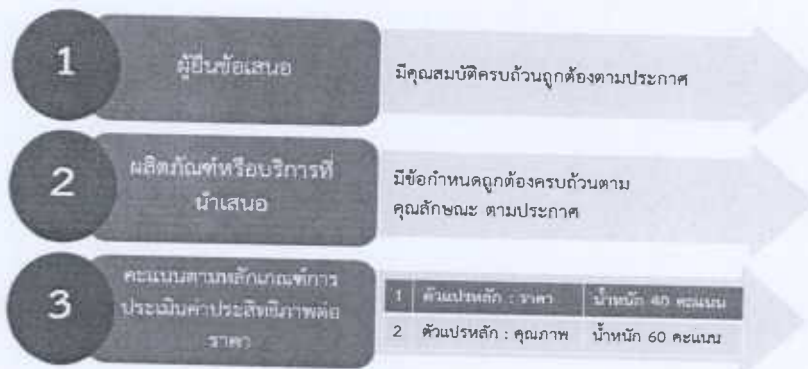 1
ผู้ยื่นข้อเสนอ
มีคุณสมบัติครบถ้วนถูกต้องตามประกาศ
2
ผลิตภัณฑ์หรือบริการที่
นำเสนอ
มีข้อกำหนดถูกต้องครบถ้วนตาม
คุณลักษณะ ตามประกาศ
3
คะแนนตามหลักเกณฑ์การ
ประเมินค่าประสิทธิภาพต่อ
ราคา
1 ตัวแปรหลัก : ราคา น้ำหนัก 40 คะแนน
2 ตัวแปรหลัก : คุณภาพ น้ำหนัก 60 คะแนน